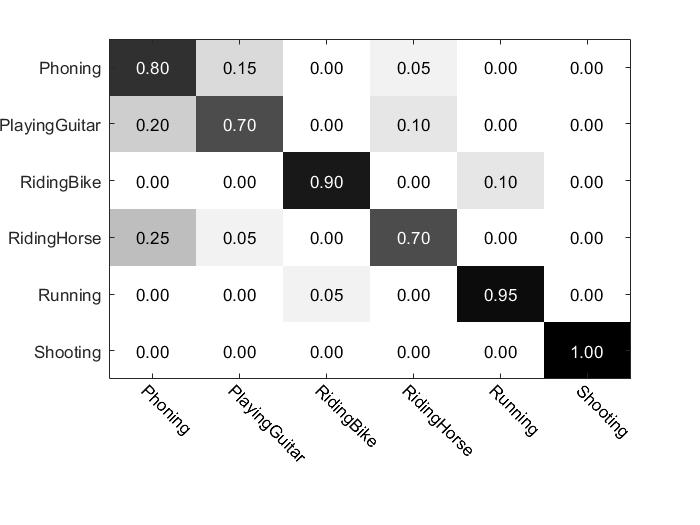 Phoning 0.80 0.15 0.00 0.05 0.00 0.00
PlayingGuitar 0.20 0.70 0.00 0.10 0.00 0.00
RidingBike 0.00 0.00 0.90 0.00 0.10 0.00
RidingHorse 0.25 0.05 0.00 0.70 0.00 0.00
Running 0.00 0.00 0.05 0.00 0.95 0.00
Shooting 0.00 0.00 0.00 0.00 0.00 1.00
Phoning PlayingGuitar RidingBike RidingHorse Running Shooting